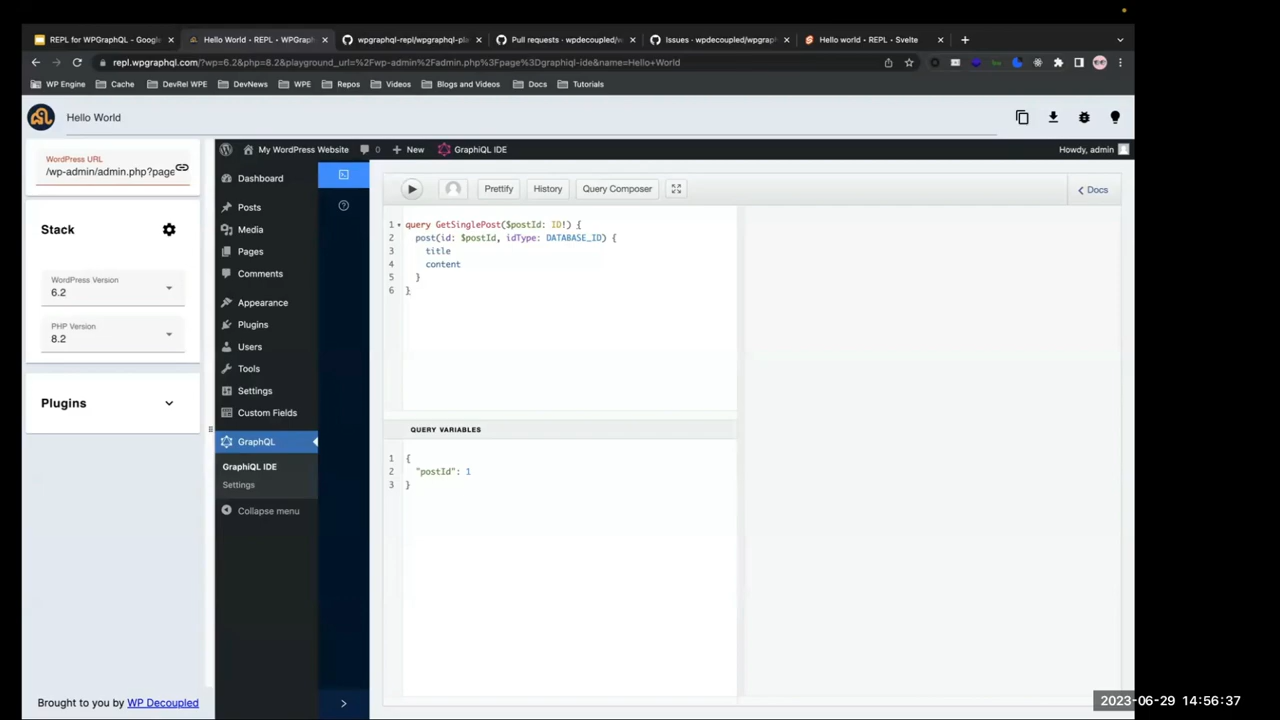 REPL for WPGraphQL - Google
Hello World - REPL - WPGrap
wpgraphql-repl/wpgraphql-pla
Pull requests · wpdecoupled/w
Issues · wpdecoupled/wpgraph
Hello world • REPL • Svelte
repl.wpgraphql.com/?wp=6.2&php=8.2&playground_url=%2Fwp-admin%2Fadmin.php%3Fpage%3Dgraphiql-ide&name=Hello+World
WP Engine
Cache
DevRel WPE
DevNews
WPE
Repos
Videos
Blogs and Videos
Docs
Tutorials
Hello World
WordPress URL
/wp-admin/admin.php?page
Stack
WordPress Version
6.2
PHP Version
8.2
Plugins
Brought to you by WP Decoupled
My WordPress Website
0
New
GraphiQL IDE
Howdy, admin
Dashboard
Posts
Media
Pages
Comments
Appearance
Plugins
Users
Tools
Settings
Custom Fields
GraphQL
GraphiQL IDE
Settings
Collapse menu
Prettify
History
Query Composer
Docs
1 query GetSinglePost($postId: ID!) {
2 post(id: $postId, idType: DATABASE_ID) {
3 title
4 content
5 }
6 }
QUERY VARIABLES
1 {
2 "postId": 1
3 }
2023-06-29 14:56:37